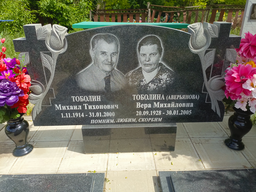 ТОБОЛИН
Михаил Тихонович
1.11.1914 - 31.01.2000
ТОБОЛИНА (АВЕРЬЯНОВА)
Вера Михайловна
20.09.1928 - 30.01.2005
ПОМНИМ, ЛЮБИМ, СКОРБИМ